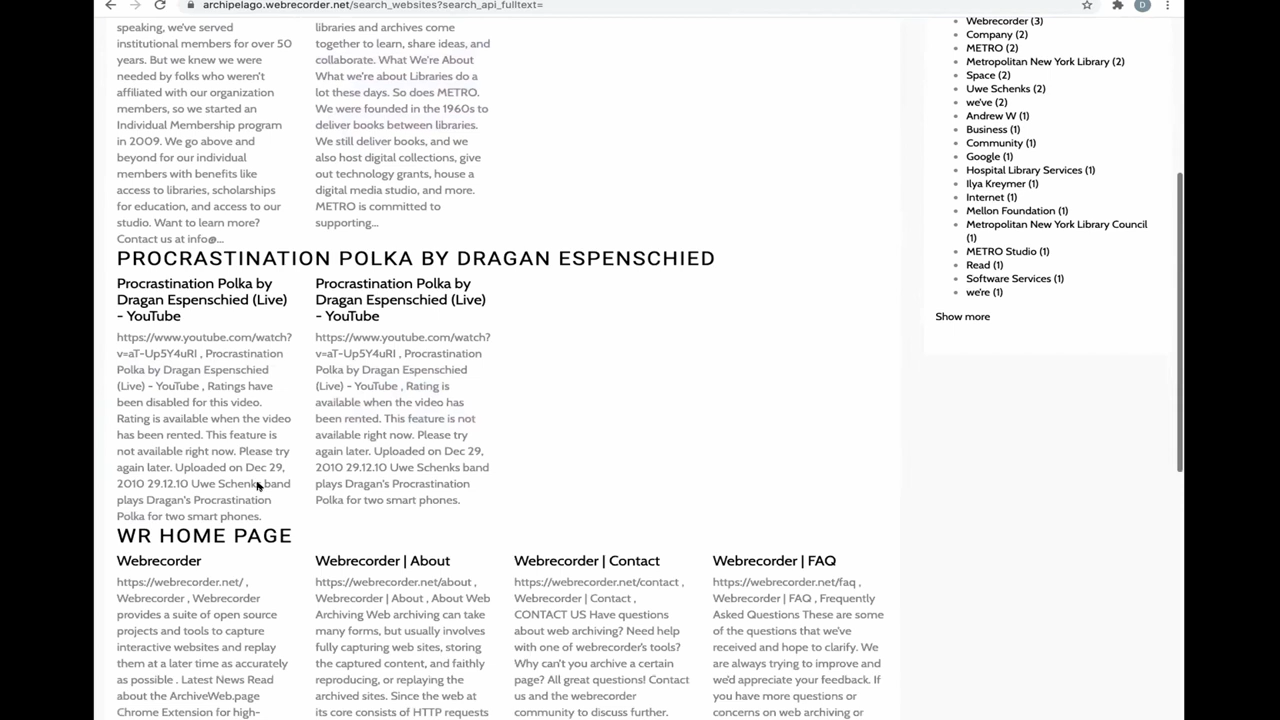 archipelago.webrecorder.net/search_websites?search_api_fulltext=
D
speaking, we've served
institutional members for over 50
years. But we knew we were
needed by folks who weren't
affiliated with our organization
members, so we started an
Individual Membership program
in 2009. We go above and
beyond for our individual
members with benefits like
access to libraries, scholarships
for education, and access to our
studio. Want to learn more?
Contact us at info@...
libraries and archives come
together to learn, share ideas, and
collaborate. What We're About
What we're about Libraries do a
lot these days. So does METRO.
We were founded in the 1960s to
deliver books between libraries.
We still deliver books, and we
also host digital collections, give
out technology grants, house a
digital media studio, and more.
METRO is committed to
supporting...
PROCRASTINATION POLKA BY DRAGAN ESPENSCHIED
Procrastination Polka by
Dragan Espenschied (Live)
- YouTube
https://www.youtube.com/watch?
v=aT-Up5Y4uRI , Procrastination
Polka by Dragan Espenschied
(Live) - YouTube , Ratings have
been disabled for this video.
Rating is available when the video
has been rented. This feature is
not available right now. Please try
again later. Uploaded on Dec 29,
2010 29.12.10 Uwe Schenks band
plays Dragan's Procrastination
Polka for two smart phones.
Procrastination Polka by
Dragan Espenschied (Live)
- YouTube
https://www.youtube.com/watch?
v=aT-Up5Y4uRI , Procrastination
Polka by Dragan Espenschied
(Live) - YouTube , Rating is
available when the video has
been rented. This feature is not
available right now. Please try
again later. Uploaded on Dec 29,
2010 29.12.10 Uwe Schenks band
plays Dragan's Procrastination
Polka for two smart phones.
WR HOME PAGE
Webrecorder
https://webrecorder.net/ ,
Webrecorder , Webrecorder
provides a suite of open source
projects and tools to capture
interactive websites and replay
them at a later time as accurately
as possible . Latest News Read
about the ArchiveWeb.page
Chrome Extension for high-
Webrecorder | About
https://webrecorder.net/about ,
Webrecorder | About , About Web
Archiving Web archiving can take
many forms, but usually involves
fully capturing web sites, storing
the captured content, and faithfully
reproducing, or replaying the
archived sites. Since the web at
its core consists of HTTP requests
Webrecorder | Contact
https://webrecorder.net/contact ,
Webrecorder | Contact ,
CONTACT US Have questions
about web archiving? Need help
with one of webrecorder's tools?
Why can't you archive a certain
page? All great questions! Contact
us and the webrecorder
community to discuss further.
Webrecorder | FAQ
https://webrecorder.net/faq ,
Webrecorder | FAQ , Frequently
Asked Questions These are some
of the questions that we've
received and hope to clarify. We
are always trying to improve and
we'd appreciate your feedback. If
you have more questions or
concerns on web archiving or
Webrecorder (3)
Company (2)
METRO (2)
Metropolitan New York Library (2)
Space (2)
Uwe Schenks (2)
we've (2)
Andrew W (1)
Business (1)
Community (1)
Google (1)
Hospital Library Services (1)
Ilya Kreymer (1)
Internet (1)
Mellon Foundation (1)
Metropolitan New York Library Council
(1)
METRO Studio (1)
Read (1)
Software Services (1)
we're (1)
Show more